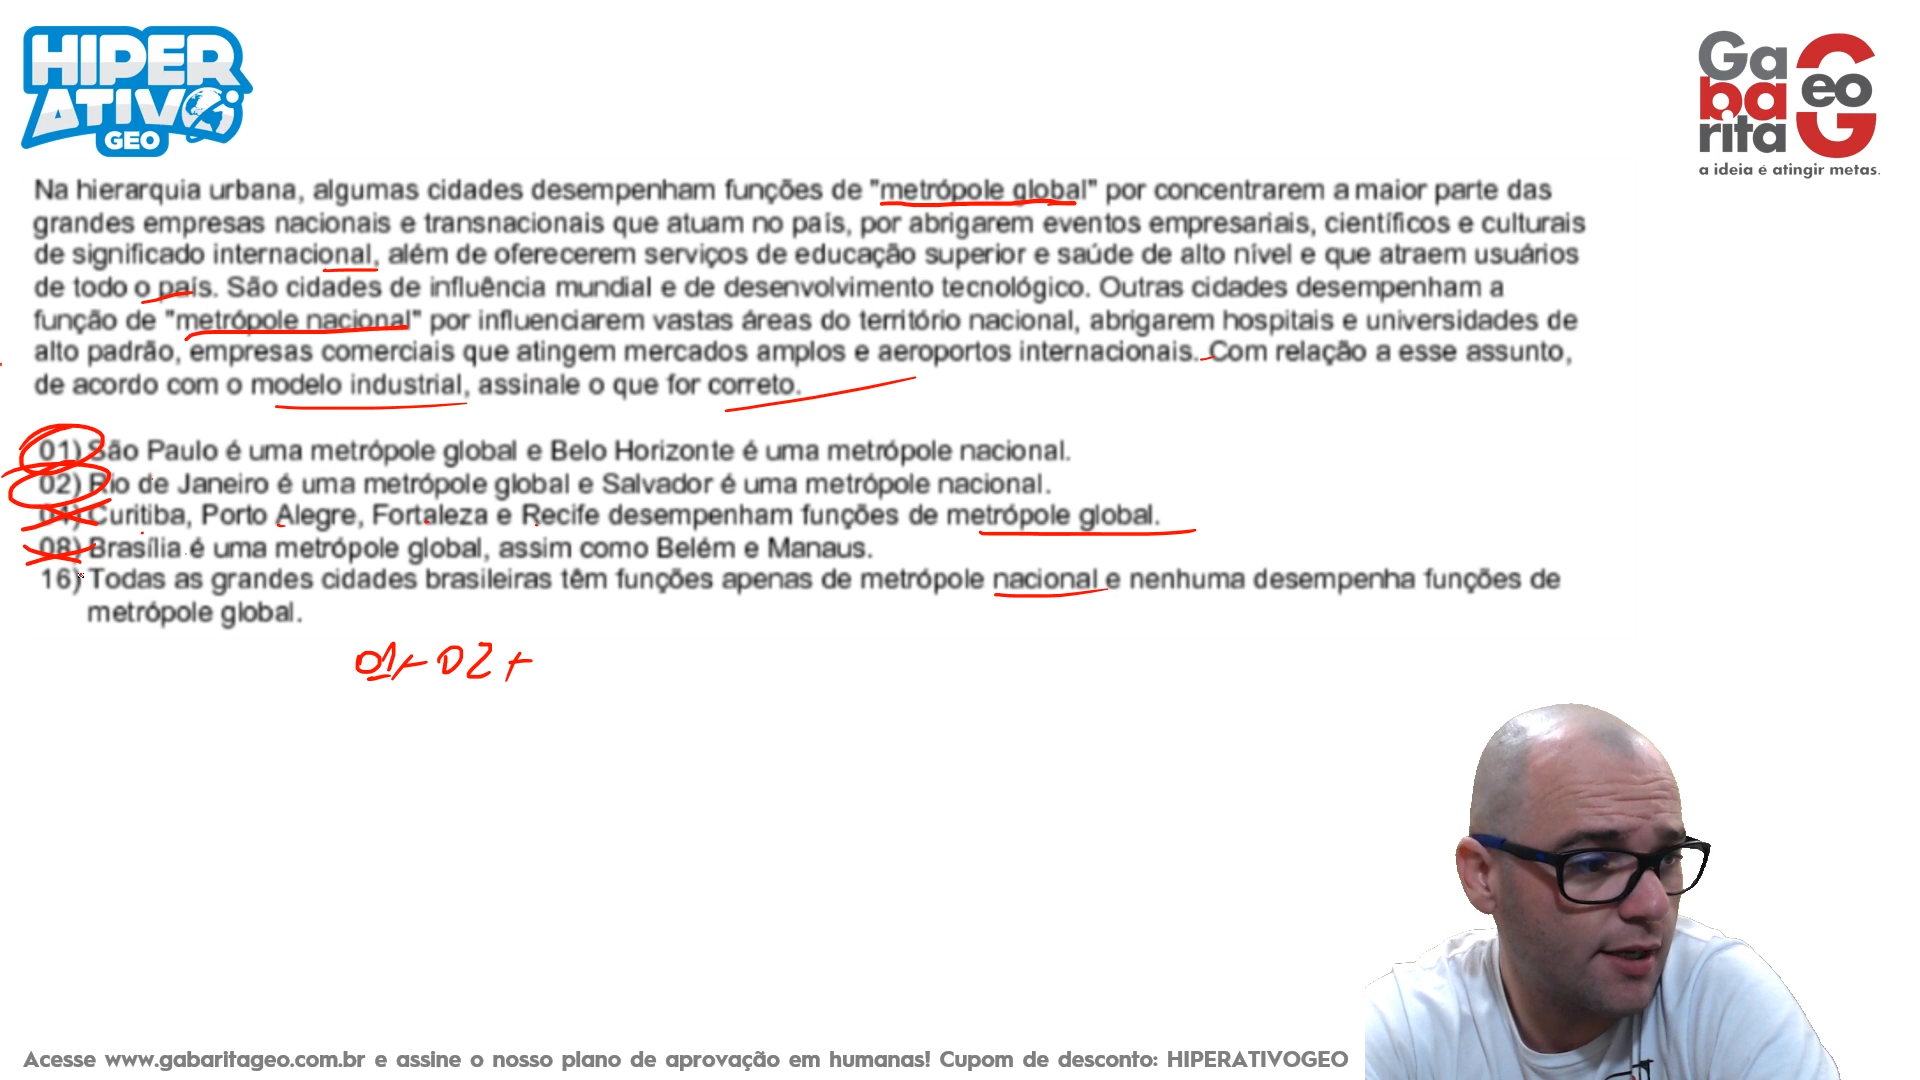 HIPER
ATIVO
GEO
Ga
ba
rita
eo
G
a ideia é atingir metas.
Na hierarquia urbana, algumas cidades desempenham funções de "metrópole global" por concentrarem a maior parte das
grandes empresas nacionais e transnacionais que atuam no país, por abrigarem eventos empresariais, científicos e culturais
de significado internacional, além de oferecerem serviços de educação superior e saúde de alto nível e que atraem usuários
de todo o país. São cidades de influência mundial e de desenvolvimento tecnológico. Outras cidades desempenham a
função de "metrópole nacional" por influenciarem vastas áreas do território nacional, abrigarem hospitais e universidades de
alto padrão, empresas comerciais que atingem mercados amplos e aeroportos internacionais. Com relação a esse assunto,
de acordo com o modelo industrial, assinale o que for correto.
01) São Paulo é uma metrópole global e Belo Horizonte é uma metrópole nacional.
02) Rio de Janeiro é uma metrópole global e Salvador é uma metrópole nacional.
04) Curitiba, Porto Alegre, Fortaleza e Recife desempenham funções de metrópole global.
08) Brasília é uma metrópole global, assim como Belém e Manaus.
16) Todas as grandes cidades brasileiras têm funções apenas de metrópole nacional e nenhuma desempenha funções de
metrópole global.
01+02+
Acesse www.gabaritageo.com.br e assine o nosso plano de aprovação em humanas! Cupom de desconto: HIPERATIVOGEO